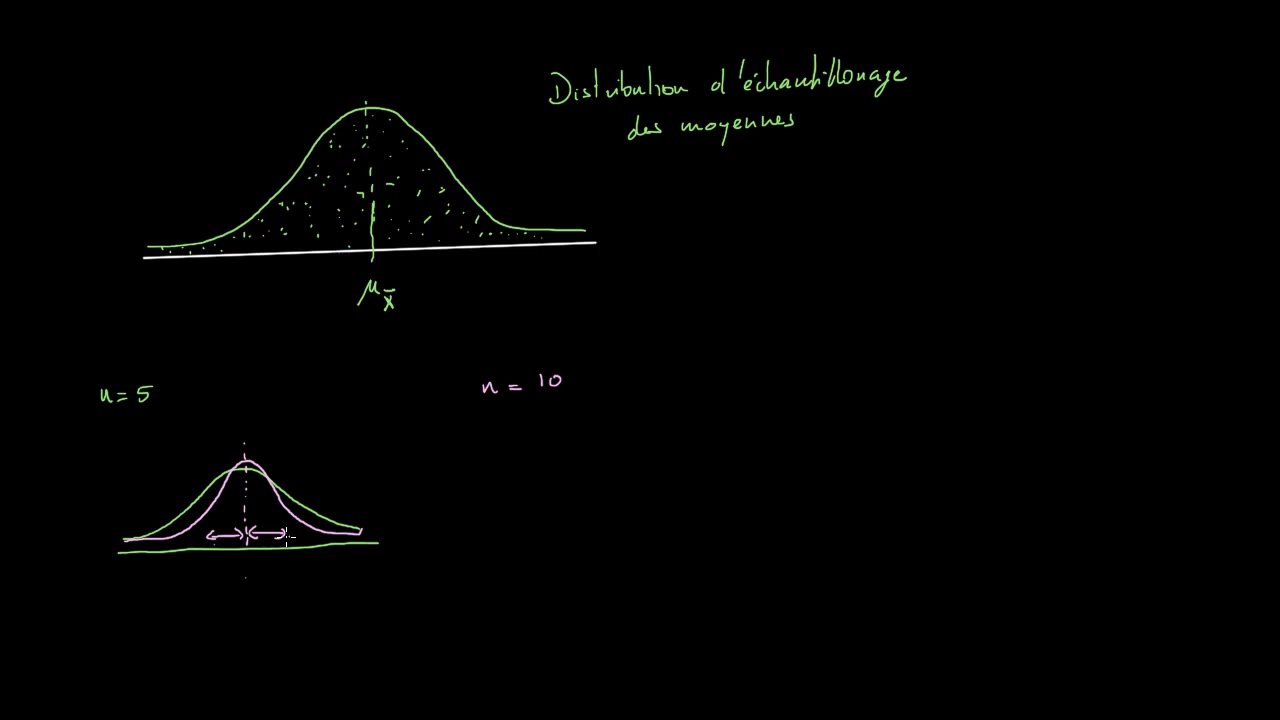 Distribution d'échantillonage
des moyennes
μx̄
n = 5
n = 10